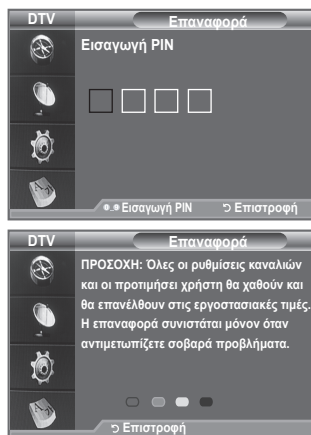 DTV
Επαναφορά
Εισαγωγή PIN
Εισαγωγή PIN
Επιστροφή
DTV
Επαναφορά
ΠΡΟΣΟΧΗ: Όλες οι ρυθμίσεις καναλιών
και οι προτιμήσει χρήστη θα χαθούν και
θα επανέλθουν στις εργοστασιακές τιμές.
Η επαναφορά συνιστάται μόνον όταν
αντιμετωπίζετε σοβαρά προβλήματα.
Επιστροφή